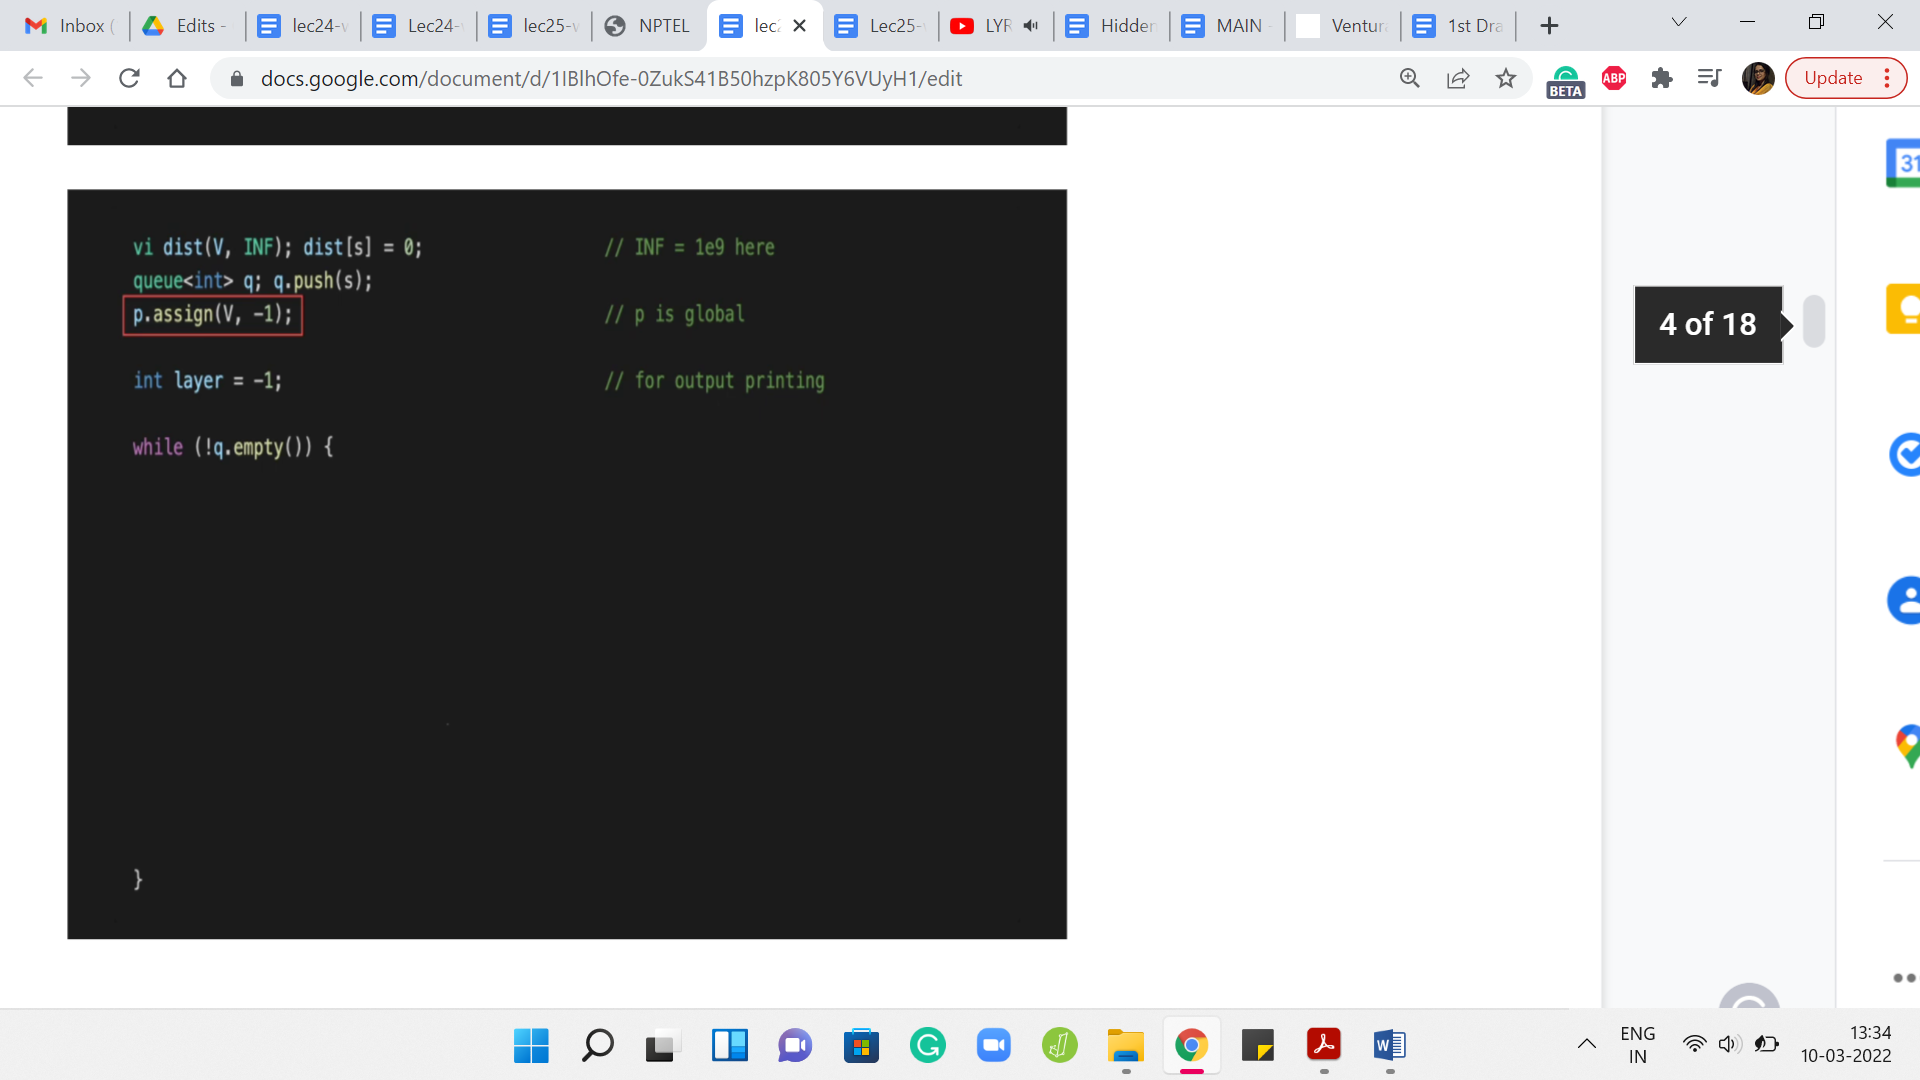 Inbox (
Edits -
lec24-v
Lec24-
lec25-v
NPTEL
lec2
Lec25-
LYR
Hidden
MAIN -
Ventura
1st Dra
docs.google.com/document/d/1IBlhOfe-0ZukS41B50hzpK805Y6VUyH1/edit
BETA
ABP
Update
31
vi dist(V, INF); dist[s] = 0; // INF = 1e9 here
queue<int> q; q.push(s);
p.assign(V, -1); // p is global
4 of 18
int layer = -1; // for output printing
while (!q.empty()) {
}
ENG
IN
13:34
10-03-2022